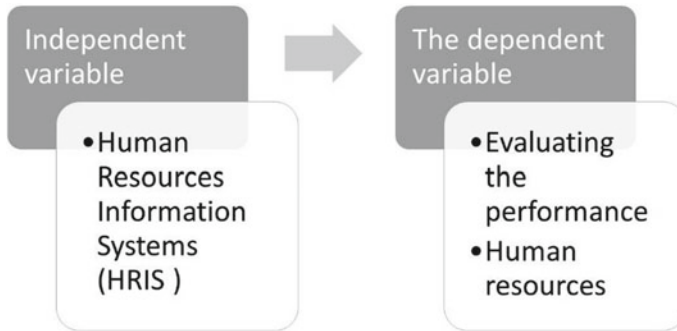 Independent
variable
•Human
Resources
Information
Systems
(HRIS )
The dependent
variable
•Evaluating
the
performance
•Human
resources